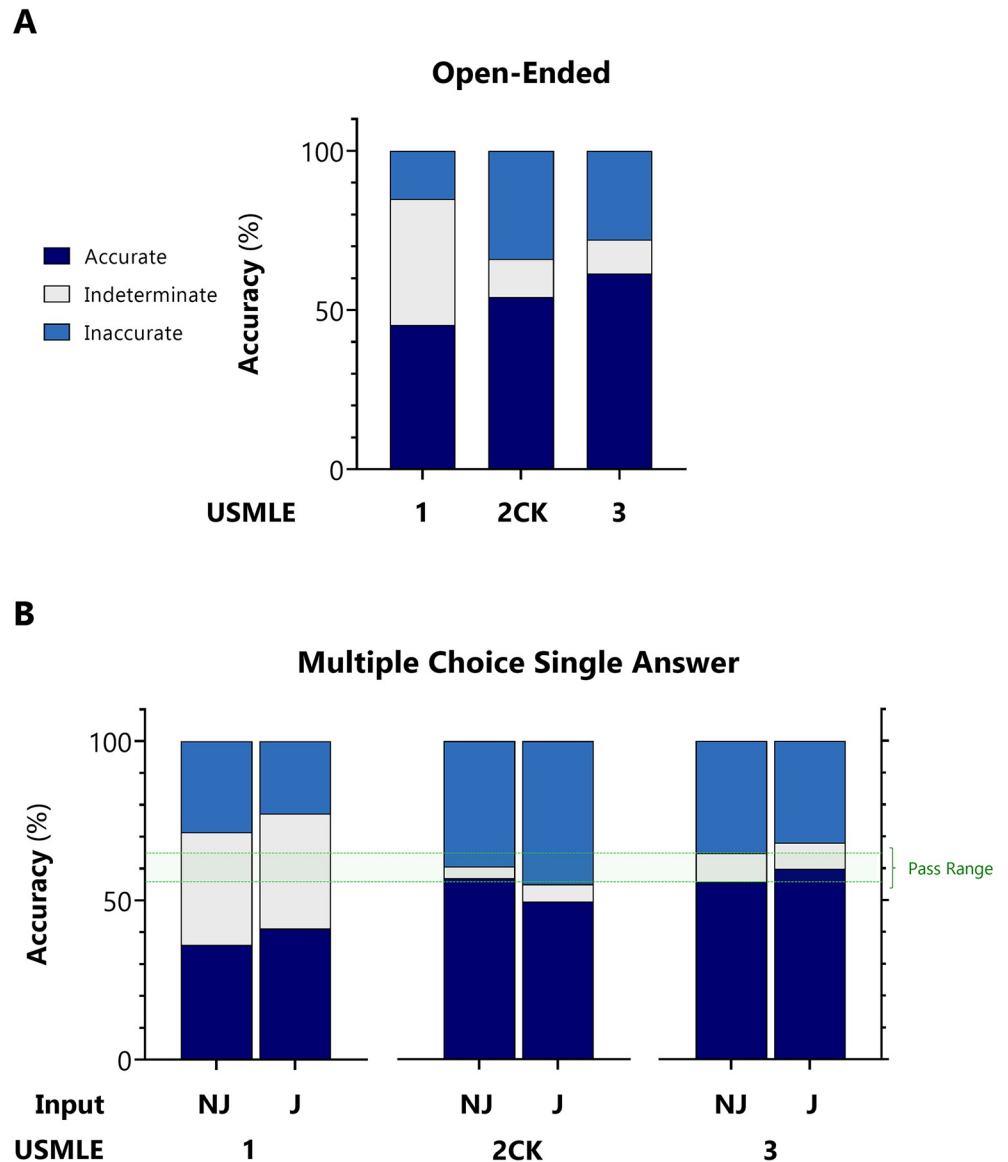 A
Open-Ended
100
50
0
Accuracy (%)
Accurate
Indeterminate
Inaccurate
USMLE 1 2CK 3
B
Multiple Choice Single Answer
100
50
0
Accuracy (%)
Pass Range
Input NJ J NJ J NJ J
USMLE 1 2CK 3